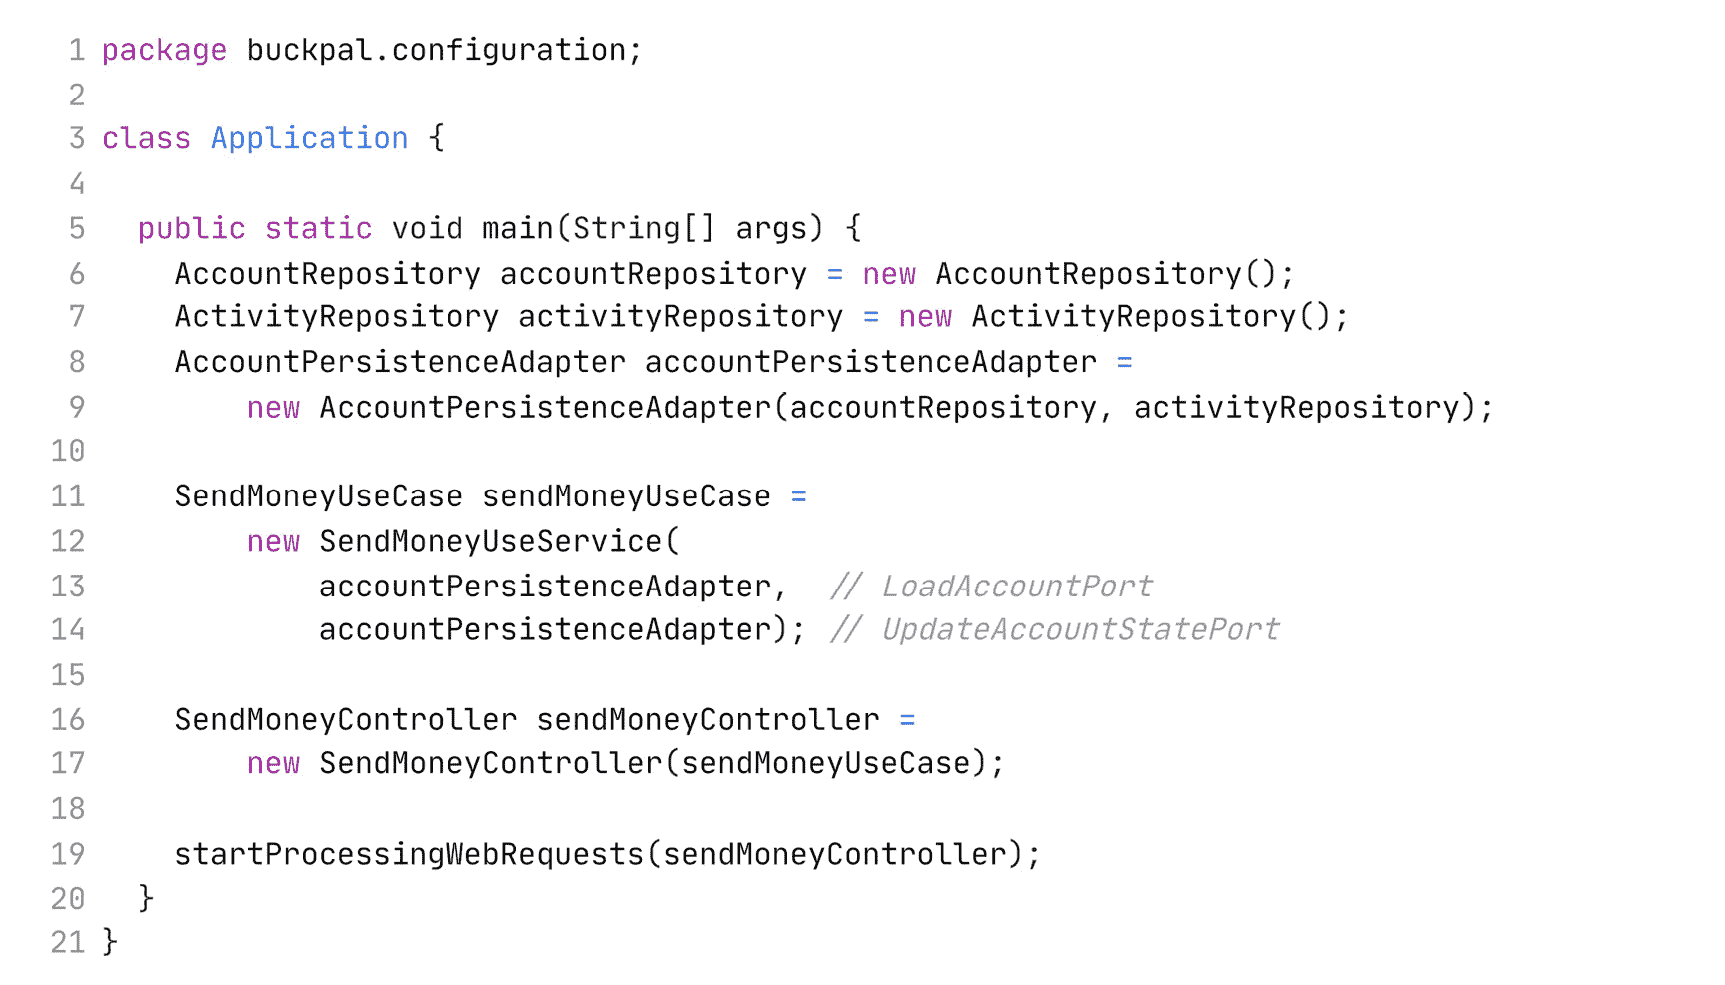 1 package buckpal.configuration;
2
3 class Application {
4
5   public static void main(String[] args) {
6     AccountRepository accountRepository = new AccountRepository();
7     ActivityRepository activityRepository = new ActivityRepository();
8     AccountPersistenceAdapter accountPersistenceAdapter =
9         new AccountPersistenceAdapter(accountRepository, activityRepository);
10
11     SendMoneyUseCase sendMoneyUseCase =
12         new SendMoneyUseService(
13             accountPersistenceAdapter,  // LoadAccountPort
14             accountPersistenceAdapter); // UpdateAccountStatePort
15
16     SendMoneyController sendMoneyController =
17         new SendMoneyController(sendMoneyUseCase);
18
19     startProcessingWebRequests(sendMoneyController);
20   }
21 }